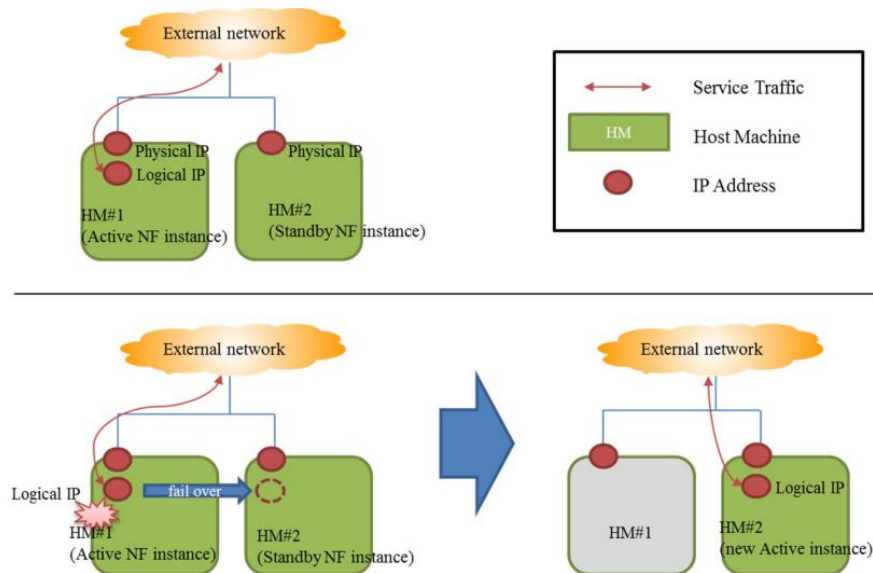 External network
Physical IP
Logical IP
HM#1
(Active NF instance)
Physical IP
HM#2
(Standby NF instance)
Service Traffic
HM
Host Machine
IP Address
External network
Logical IP
fail over
HM#1
(Active NF instance)
HM#2
(Standby NF instance)
External network
HM#1
Logical IP
HM#2
(new Active instance)